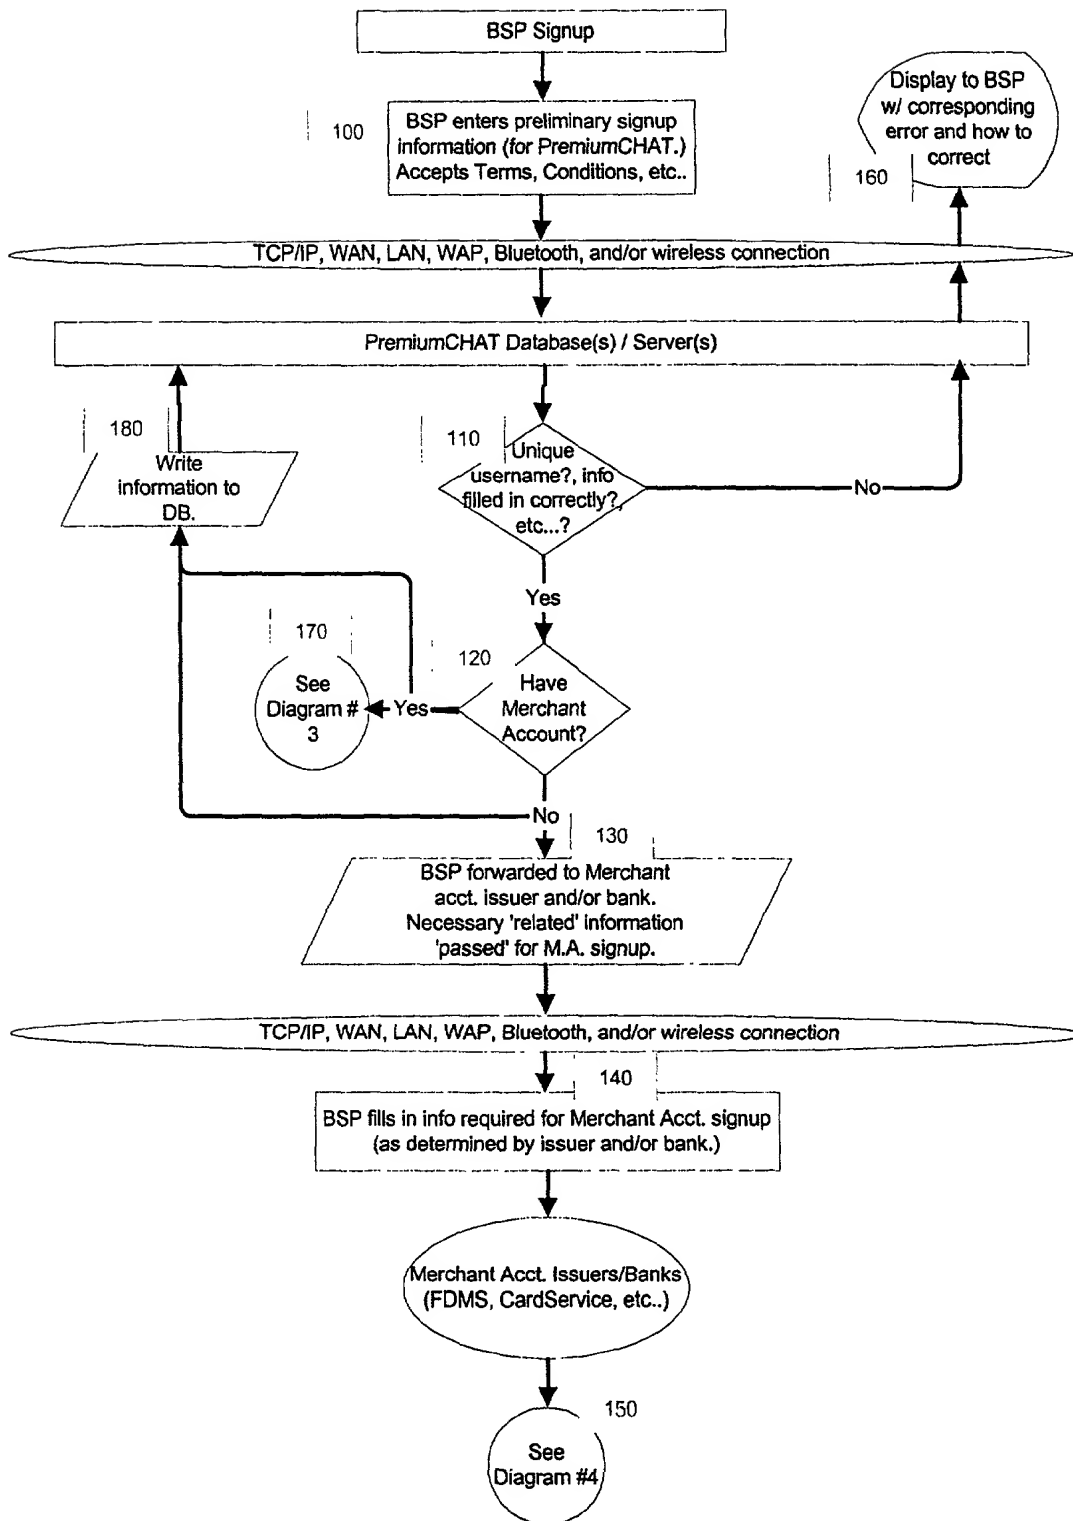 BSP Signup
100
BSP enters preliminary signup
information (for PremiumCHAT.)
Accepts Terms, Conditions, etc..
Display to BSP
w/ corresponding
error and how to
correct
160
TCP/IP, WAN, LAN, WAP, Bluetooth, and/or wireless connection
PremiumCHAT Database(s) / Server(s)
180
Write
information to
DB.
110
Unique
username?, info
filled in correctly?,
etc...?
No
Yes
170
See
Diagram #
3
Yes
120
Have
Merchant
Account?
No
130
BSP forwarded to Merchant
acct. issuer and/or bank.
Necessary 'related' information
'passed' for M.A. signup.
TCP/IP, WAN, LAN, WAP, Bluetooth, and/or wireless connection
140
BSP fills in info required for Merchant Acct. signup
(as determined by issuer and/or bank.)
Merchant Acct. Issuers/Banks
(FDMS, CardService, etc..)
150
See
Diagram #4